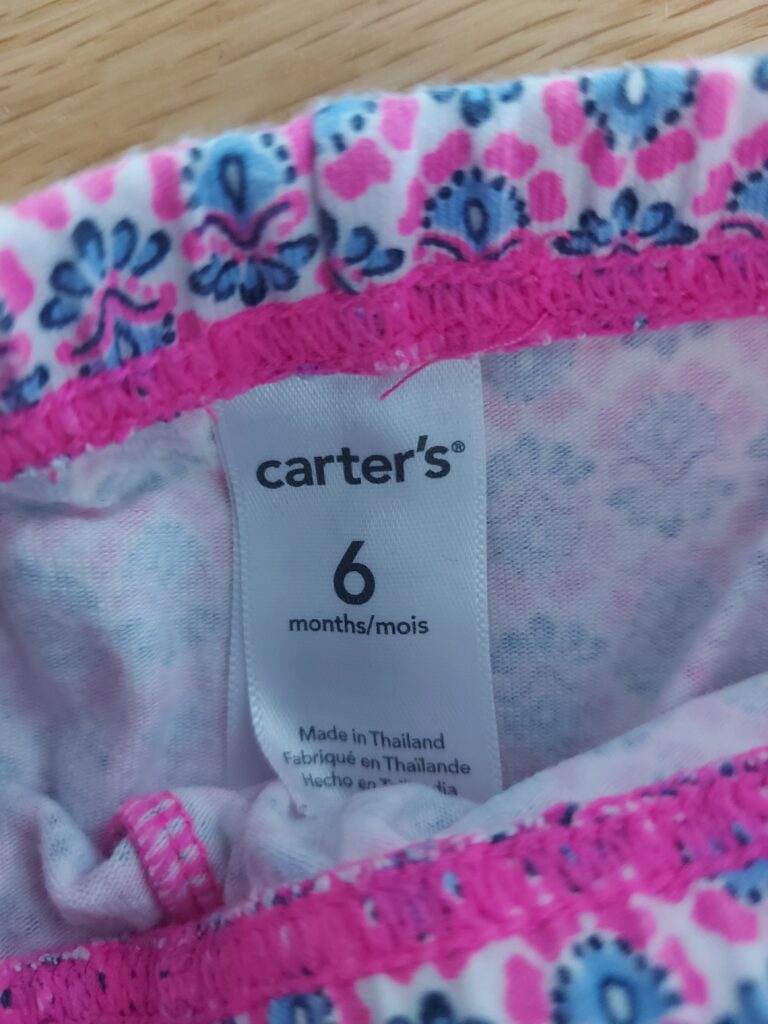 carter's®
6
months/mois
Made in Thailand
Fabriqué en Thaïlande
Hecho en